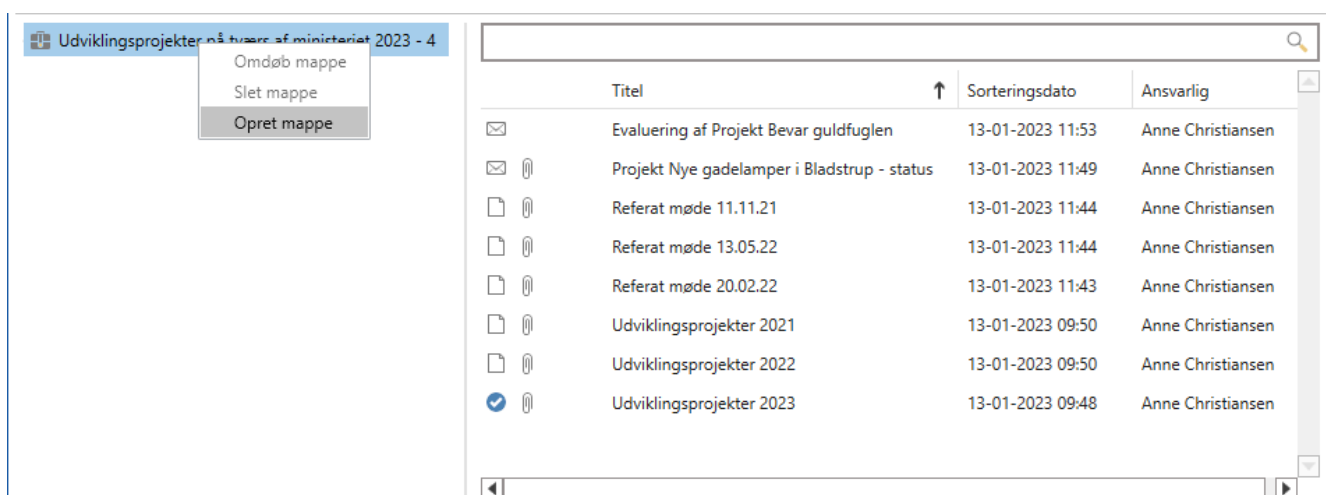 Udviklingsprojekter på tværs af ministeriet 2023 - 4
Omdøb mappe
Slet mappe
Opret mappe
Titel Sorteringsdato Ansvarlig
Evaluering af Projekt Bevar guldfuglen 13-01-2023 11:53 Anne Christiansen
Projekt Nye gadelamper i Bladstrup - status 13-01-2023 11:49 Anne Christiansen
Referat møde 11.11.21 13-01-2023 11:44 Anne Christiansen
Referat møde 13.05.22 13-01-2023 11:44 Anne Christiansen
Referat møde 20.02.22 13-01-2023 11:43 Anne Christiansen
Udviklingsprojekter 2021 13-01-2023 09:50 Anne Christiansen
Udviklingsprojekter 2022 13-01-2023 09:50 Anne Christiansen
Udviklingsprojekter 2023 13-01-2023 09:48 Anne Christiansen